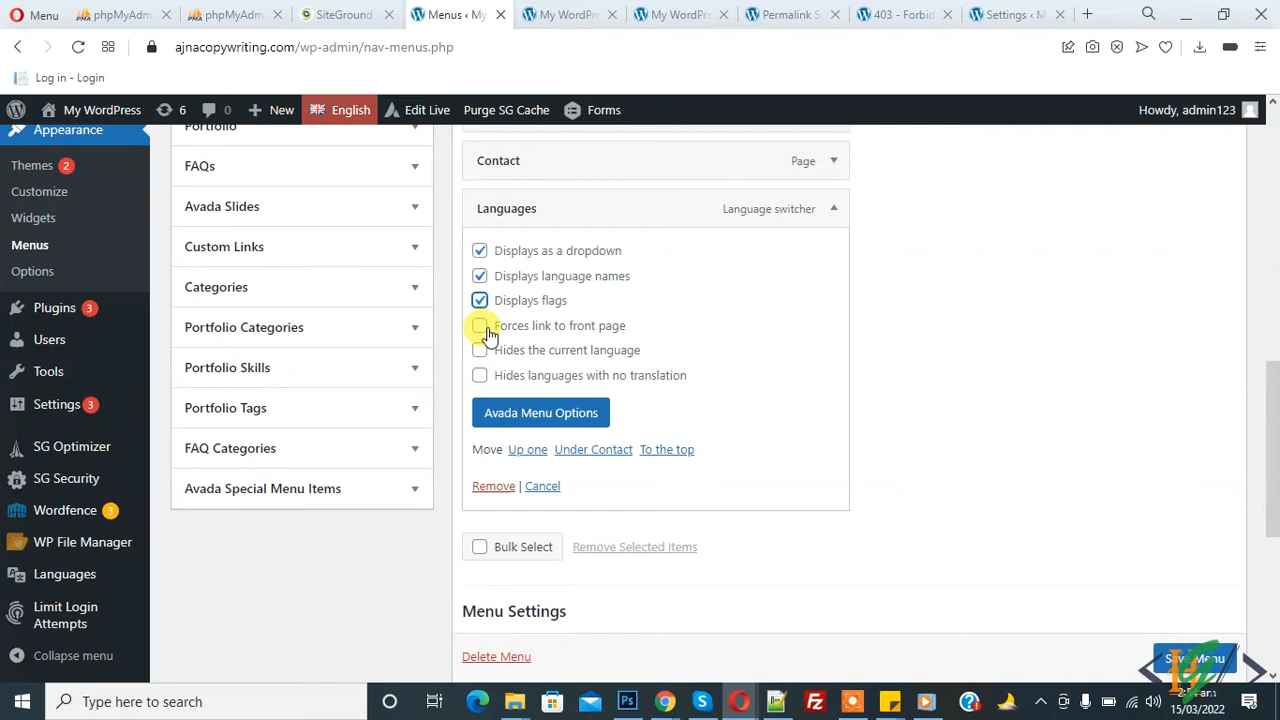 Menu
phpMyAdm
phpMyAdm
SiteGround
Menus ‹ My
My WordPre
My WordPre
Permalink S
403 - Forbid
Settings ‹ M
ajnacopywriting.com/wp-admin/nav-menus.php
Log in - Login
My WordPress
6
0
New
English
Edit Live
Purge SG Cache
Forms
Howdy, admin123
Appearance
Themes 2
Customize
Widgets
Menus
Options
Plugins 3
Users
Tools
Settings 3
SG Optimizer
SG Security
Wordfence 3
WP File Manager
Languages
Limit Login
Attempts
Collapse menu
Portfolio
FAQs
Avada Slides
Custom Links
Categories
Portfolio Categories
Portfolio Skills
Portfolio Tags
FAQ Categories
Avada Special Menu Items
Contact Page
Languages Language switcher
Displays as a dropdown
Displays language names
Displays flags
Forces link to front page
Hides the current language
Hides languages with no translation
Avada Menu Options
Move Up one Under Contact To the top
Remove | Cancel
Bulk Select Remove Selected Items
Menu Settings
Delete Menu
Save Menu
Type here to search
15/03/2022